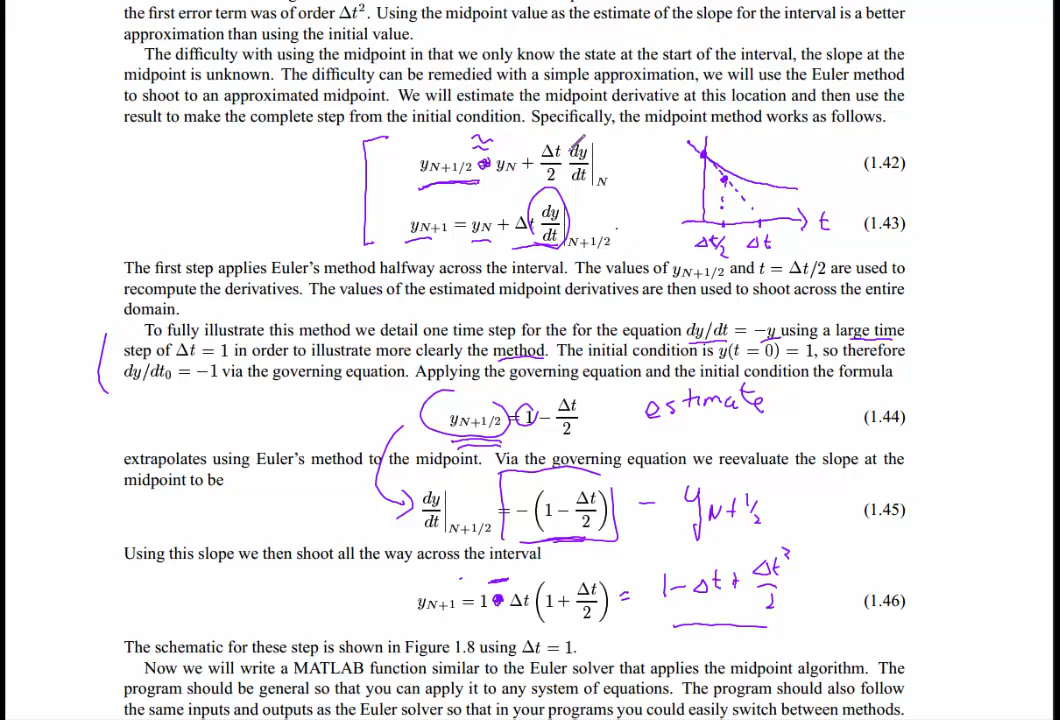 the first error term was of order Δt². Using the midpoint value as the estimate of the slope for the interval is a better
approximation than using the initial value.
The difficulty with using the midpoint in that we only know the state at the start of the interval, the slope at the
midpoint is unknown. The difficulty can be remedied with a simple approximation, we will use the Euler method
to shoot to an approximated midpoint. We will estimate the midpoint derivative at this location and then use the
result to make the complete step from the initial condition. Specifically, the midpoint method works as follows.
y_{N+1/2} ≈ y_N + Δt/2 dy/dt|_N (1.42)
y_{N+1} = y_N + Δt dy/dt|_{N+1/2} . (1.43)
t
Δt/2 Δt
The first step applies Euler's method halfway across the interval. The values of y_{N+1/2} and t = Δt/2 are used to
recompute the derivatives. The values of the estimated midpoint derivatives are then used to shoot across the entire
domain.
To fully illustrate this method we detail one time step for the for the equation dy/dt = −y using a large time
step of Δt = 1 in order to illustrate more clearly the method. The initial condition is y(t = 0) = 1, so therefore
dy/dt₀ = −1 via the governing equation. Applying the governing equation and the initial condition the formula
y_{N+1/2} = 1 − Δt/2 estimate (1.44)
extrapolates using Euler's method to the midpoint. Via the governing equation we reevaluate the slope at the
midpoint to be
dy/dt|_{N+1/2} = −(1 − Δt/2) − y_{N+1/2} (1.45)
Using this slope we then shoot all the way across the interval
y_{N+1} = 1 Δt (1 + Δt/2) = 1 − Δt + Δt²/2 (1.46)
The schematic for these step is shown in Figure 1.8 using Δt = 1.
Now we will write a MATLAB function similar to the Euler solver that applies the midpoint algorithm. The
program should be general so that you can apply it to any system of equations. The program should also follow
the same inputs and outputs as the Euler solver so that in your programs you could easily switch between methods.